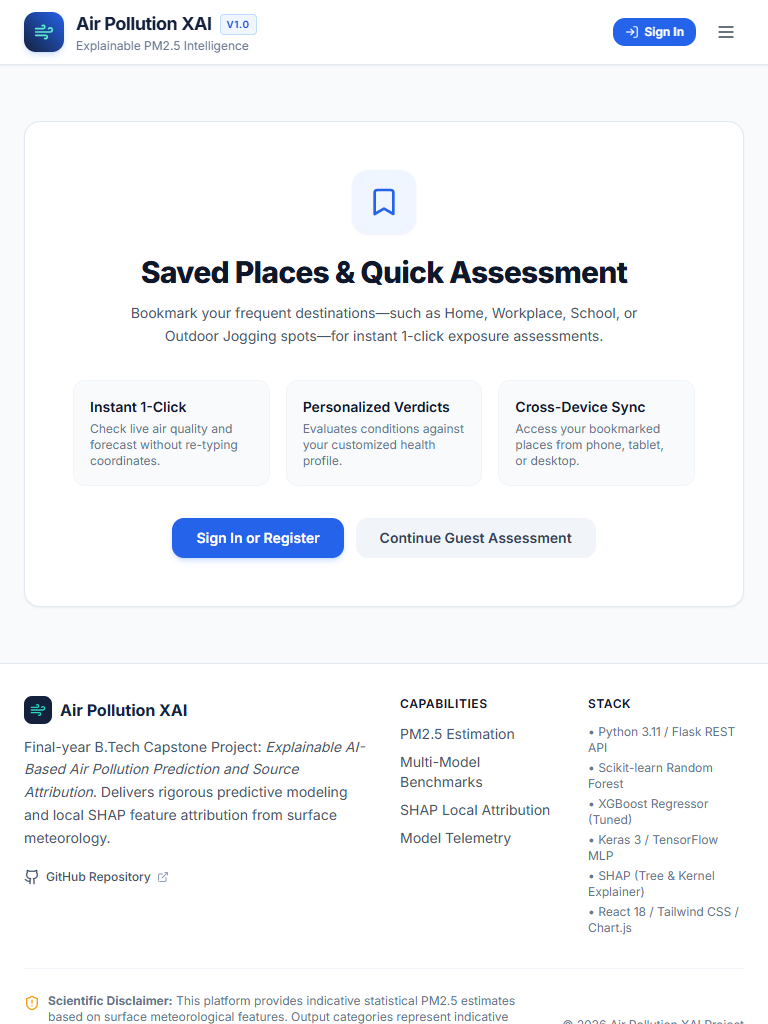 Air Pollution XAI V1.0
Explainable PM2.5 Intelligence
Sign In
Saved Places & Quick Assessment
Bookmark your frequent destinations—such as Home, Workplace, School, or
Outdoor Jogging spots—for instant 1-click exposure assessments.
Instant 1-Click
Check live air quality and
forecast without re-typing
coordinates.
Personalized Verdicts
Evaluates conditions against
your customized health
profile.
Cross-Device Sync
Access your bookmarked
places from phone, tablet,
or desktop.
Sign In or Register
Continue Guest Assessment
Air Pollution XAI
Final-year B.Tech Capstone Project: Explainable AI-
Based Air Pollution Prediction and Source
Attribution. Delivers rigorous predictive modeling
and local SHAP feature attribution from surface
meteorology.
GitHub Repository
CAPABILITIES
PM2.5 Estimation
Multi-Model
Benchmarks
SHAP Local Attribution
Model Telemetry
STACK
• Python 3.11 / Flask REST
API
• Scikit-learn Random
Forest
• XGBoost Regressor
(Tuned)
• Keras 3 / TensorFlow
MLP
• SHAP (Tree & Kernel
Explainer)
• React 18 / Tailwind CSS /
Chart.js
Scientific Disclaimer: This platform provides indicative statistical PM2.5 estimates
based on surface meteorological features. Output categories represent indicative
© 2026 Air Pollution XAI Project